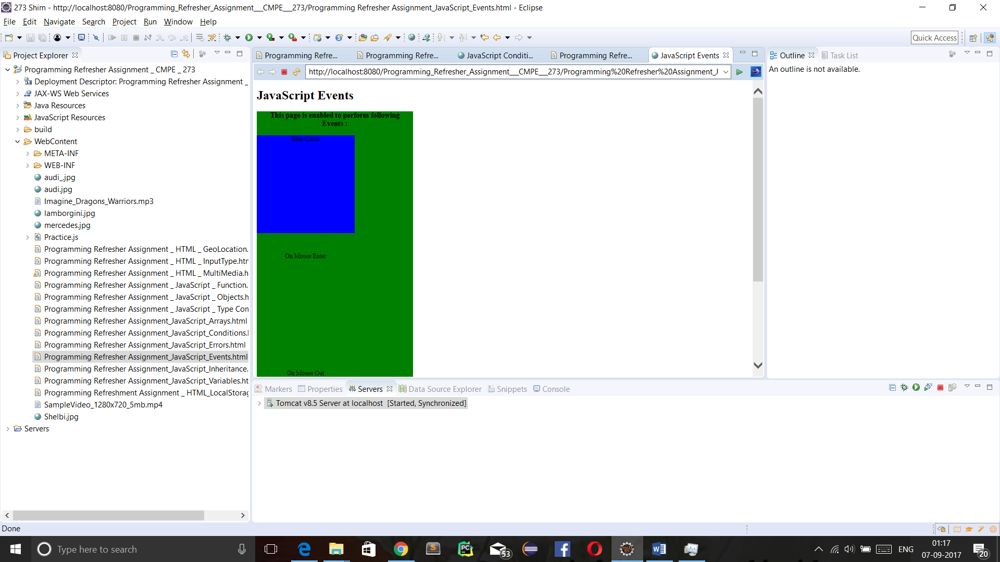 273 Shim - http://localhost:8080/Programming_Refresher_Assignment___CMPE___273/Programming Refresher Assignment_JavaScript_Events.html - Eclipse
File Edit Navigate Search Project Run Window Help
Quick Access
Project Explorer
Programming Refresher Assignment _ CMPE _ 273
Deployment Descriptor: Programming Refresher Assignment _
JAX-WS Web Services
Java Resources
JavaScript Resources
build
WebContent
META-INF
WEB-INF
audi_.jpg
audi.jpg
Imagine_Dragons_Warriors.mp3
lamborgini.jpg
mercedes.jpg
Practice.js
Programming Refresher Assignment _ HTML _ GeoLocation.
Programming Refresher Assignment _ HTML _ InputType.htm
Programming Refresher Assignment _ HTML _ MultiMedia.h
Programming Refresher Assignment _ JavaScript _ Function.
Programming Refresher Assignment _ JavaScript _ Objects.h
Programming Refresher Assignment _ JavaScript _ Type Con
Programming Refresher Assignment_JavaScript_Arrays.html
Programming Refresher Assignment_JavaScript_Conditions.
Programming Refresher Assignment_JavaScript_Errors.html
Programming Refresher Assignment_JavaScript_Events.html
Programming Refresher Assignment_JavaScript_Inheritance.
Programming Refresher Assignment_JavaScript_Variables.ht
Programming Refreshment Assignment _ HTML_LocalStorag
SampleVideo_1280x720_5mb.mp4
Shelbi.jpg
Servers
Programming Refre... Programming Refre... JavaScript Conditi... Programming Refre... JavaScript Events
http://localhost:8080/Programming_Refresher_Assignment___CMPE___273/Programming%20Refresher%20Assignment_J
JavaScript Events
This page is enabled to perform following
Events :
Blue Color
On Mouse Enter
On Mouse Out
Outline Task List
An outline is not available.
Markers Properties Servers Data Source Explorer Snippets Console
Tomcat v8.5 Server at localhost [Started, Synchronized]
Done
Type here to search
PC
53
JAVA EE
IDE
ENG
01:17
07-09-2017
20